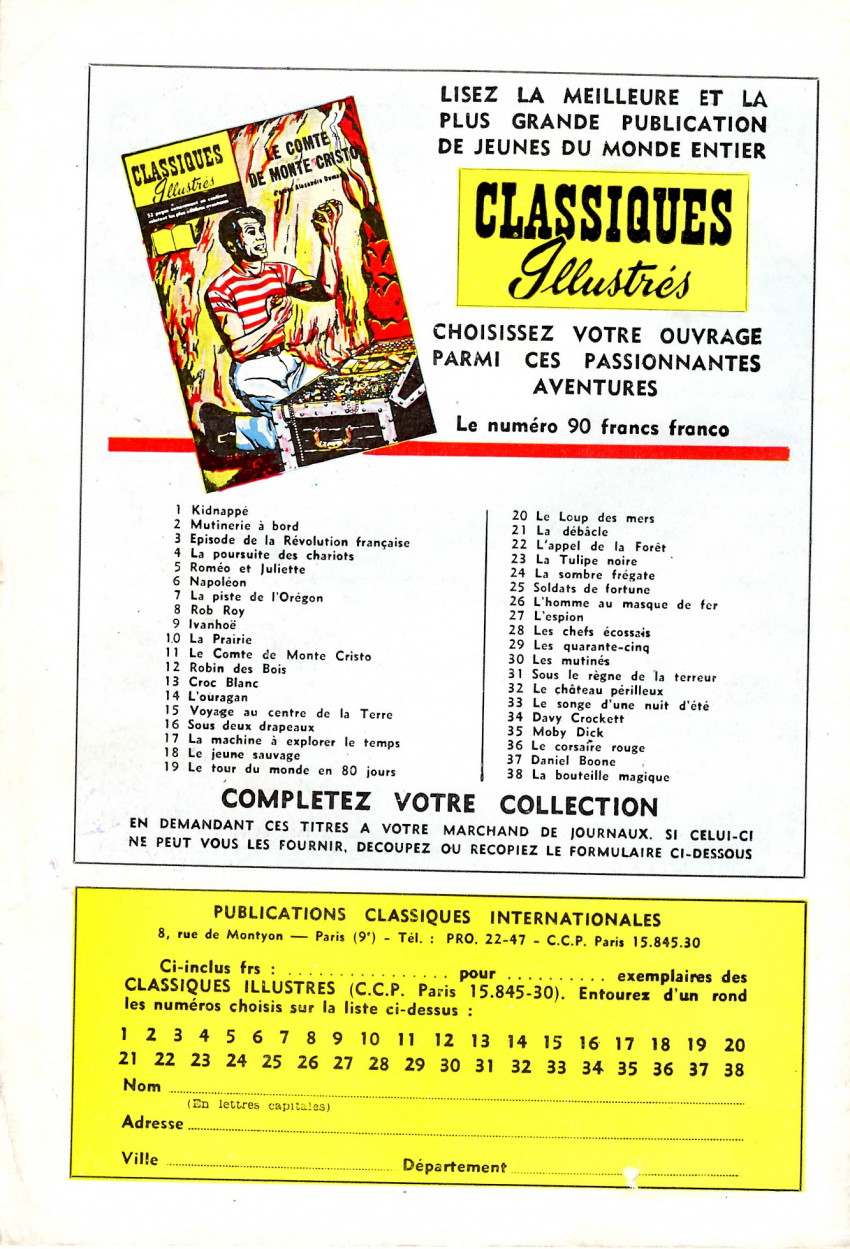 LISEZ LA MEILLEURE ET LA
PLUS GRANDE PUBLICATION
DE JEUNES DU MONDE ENTIER
CLASSIQUES
Illustrés
LE COMTE
DE MONTE CRISTO
Alexandre Dumas
52 pages
CLASSIQUES
Illustrés
CHOISISSEZ VOTRE OUVRAGE
PARMI CES PASSIONNANTES
AVENTURES
Le numéro 90 francs franco
1 Kidnappé
2 Mutinerie à bord
3 Episode de la Révolution française
4 La poursuite des chariots
5 Roméo et Juliette
6 Napoléon
7 La piste de l'Orégon
8 Rob Roy
9 Ivanhoë
10 La Prairie
11 Le Comte de Monte Cristo
12 Robin des Bois
13 Croc Blanc
14 L'ouragan
15 Voyage au centre de la Terre
16 Sous deux drapeaux
17 La machine à explorer le temps
18 Le jeune sauvage
19 Le tour du monde en 80 jours
20 Le Loup des mers
21 La débâcle
22 L'appel de la Forêt
23 La Tulipe noire
24 La sombre frégate
25 Soldats de fortune
26 L'homme au masque de fer
27 L'espion
28 Les chefs écossais
29 Les quarante-cinq
30 Les mutinés
31 Sous le règne de la terreur
32 Le château périlleux
33 Le songe d'une nuit d'été
34 Davy Crockett
35 Moby Dick
36 Le corsaire rouge
37 Daniel Boone
38 La bouteille magique
COMPLETEZ VOTRE COLLECTION
EN DEMANDANT CES TITRES A VOTRE MARCHAND DE JOURNAUX. SI CELUI-CI
NE PEUT VOUS LES FOURNIR, DECOUPEZ OU RECOPIEZ LE FORMULAIRE CI-DESSOUS
PUBLICATIONS CLASSIQUES INTERNATIONALES
8, rue de Montyon — Paris (9e) - Tél. : PRO. 22-47 - C.C.P. Paris 15.845.30
Ci-inclus frs : ................ pour .......... exemplaires des
CLASSIQUES ILLUSTRES (C.C.P. Paris 15.845-30). Entourez d'un rond
les numéros choisis sur la liste ci-dessus :
1 2 3 4 5 6 7 8 9 10 11 12 13 14 15 16 17 18 19 20
21 22 23 24 25 26 27 28 29 30 31 32 33 34 35 36 37 38
Nom
(En lettres capitales)
Adresse
Ville Département